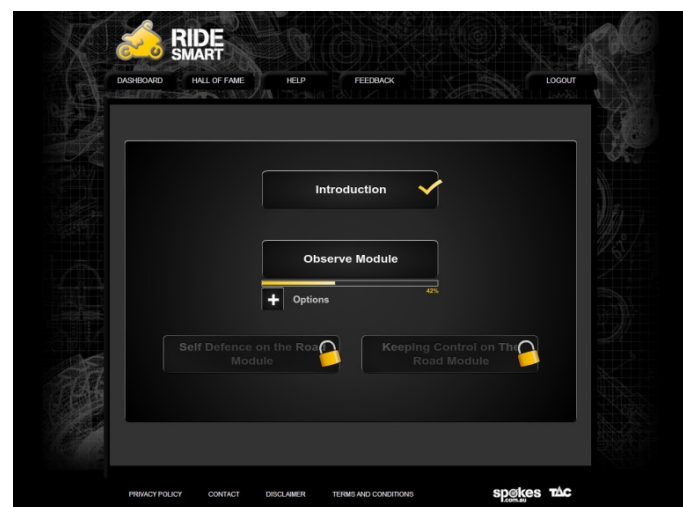 RIDE
SMART
DASHBOARD HALL OF FAME HELP FEEDBACK LOGOUT
Introduction
Observe Module
42%
Options
Self Defence on the Road
Module
Keeping Control on The
Road Module
PRIVACY POLICY CONTACT DISCLAIMER TERMS AND CONDITIONS
spokes
.com.au
TAC